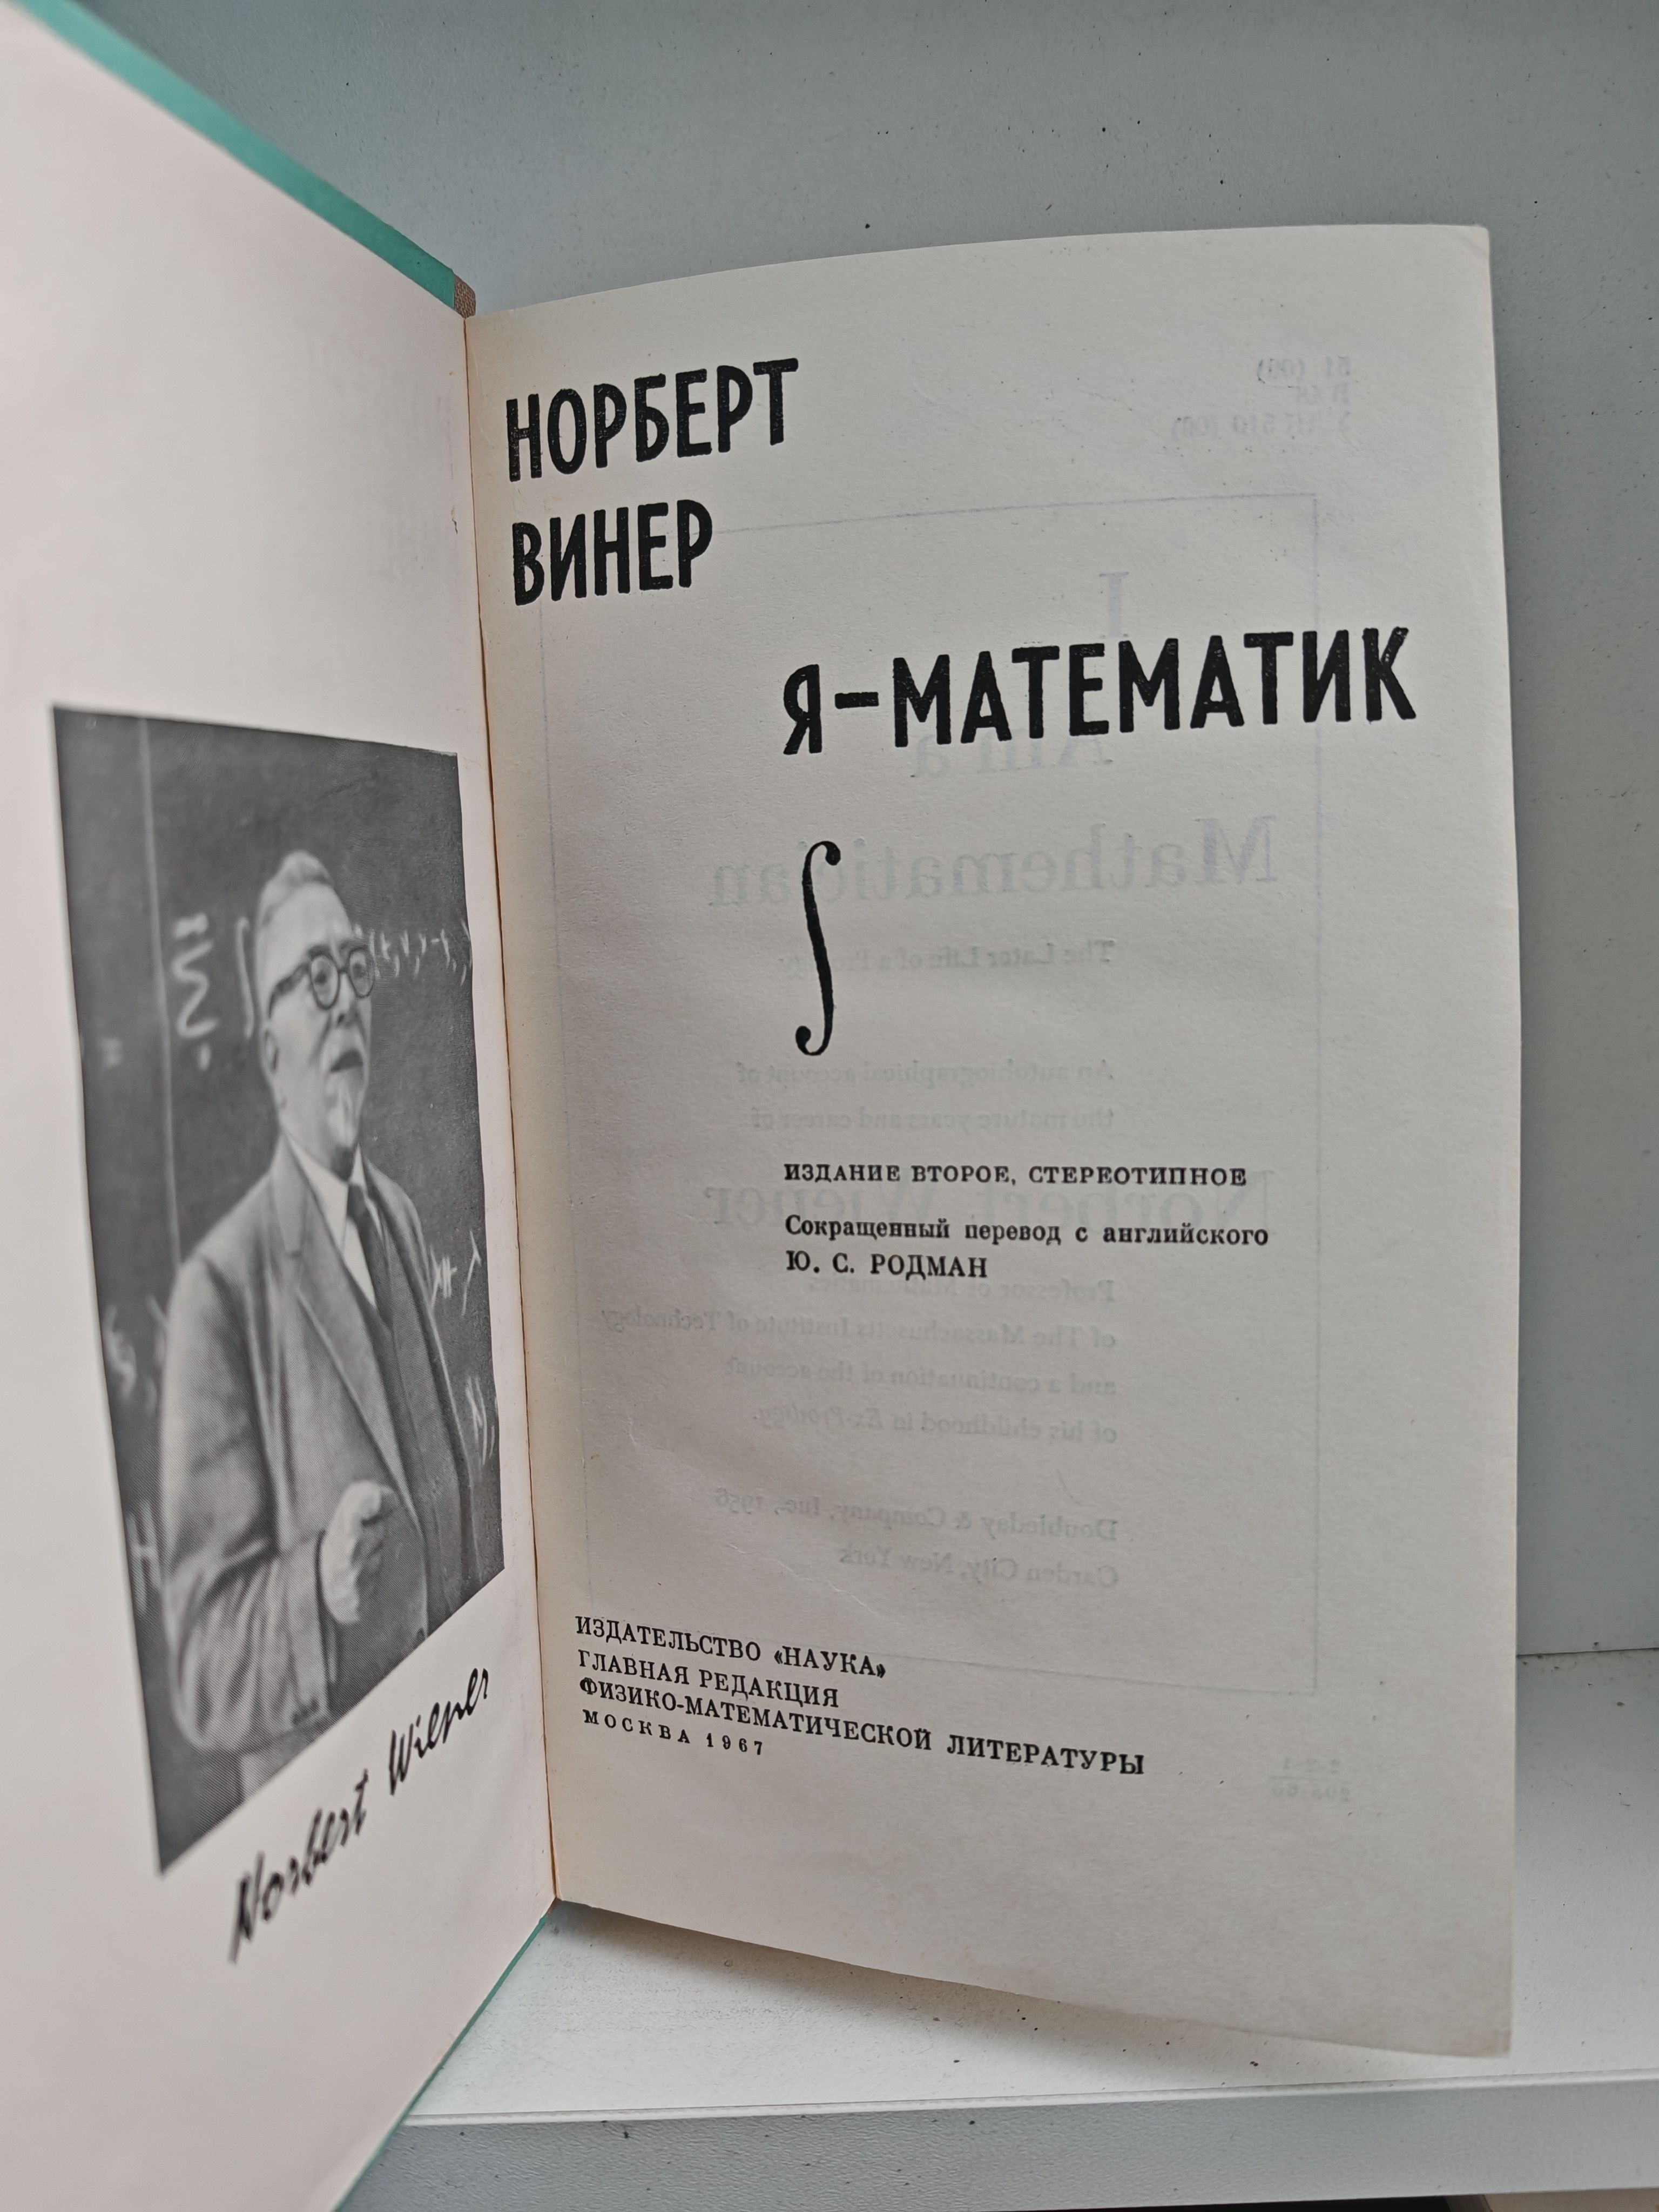 Norbert Wiener
НОРБЕРТ
ВИНЕР
Я–МАТЕМАТИК
∫
ИЗДАНИЕ ВТОРОЕ, СТЕРЕОТИПНОЕ
Сокращенный перевод с английского
Ю. С. РОДМАН
ИЗДАТЕЛЬСТВО «НАУКА»
ГЛАВНАЯ РЕДАКЦИЯ
ФИЗИКО-МАТЕМАТИЧЕСКОЙ ЛИТЕРАТУРЫ
МОСКВА 1967